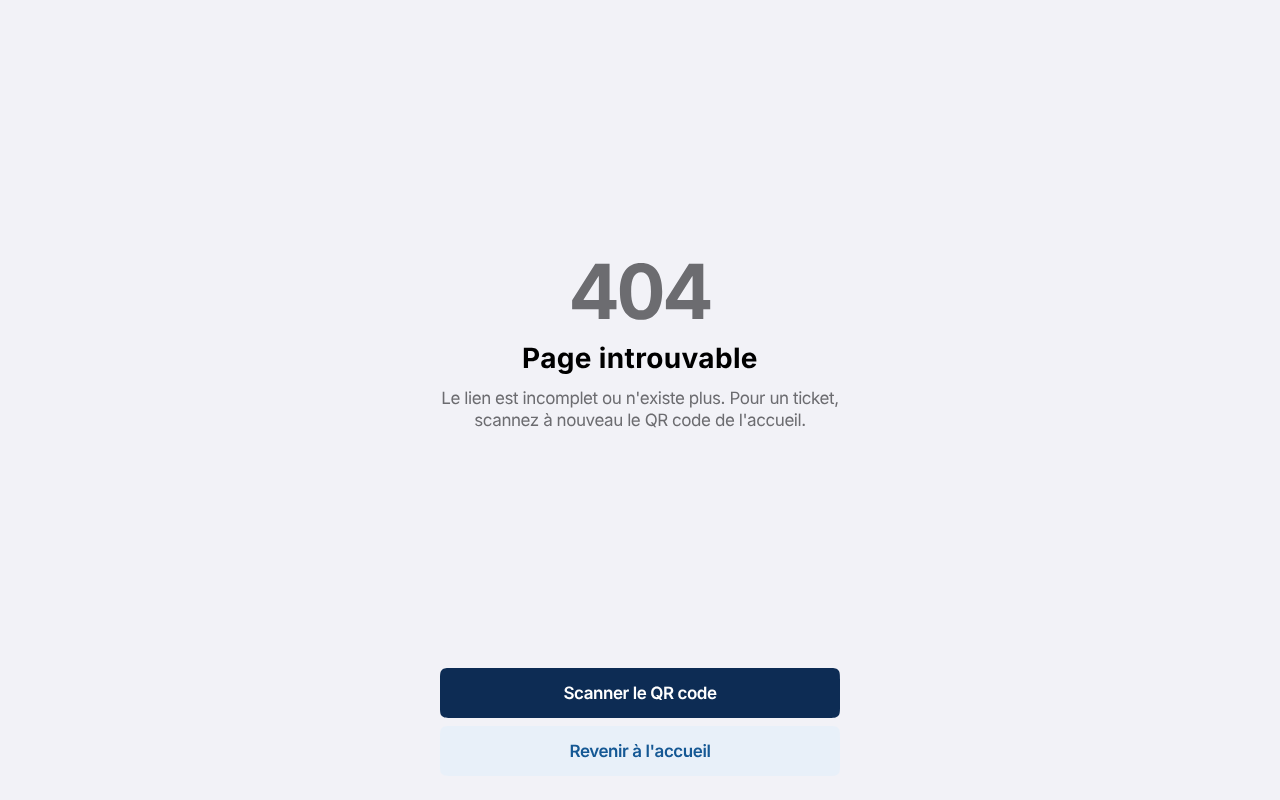 404
Page introuvable
Le lien est incomplet ou n'existe plus. Pour un ticket,
scannez à nouveau le QR code de l'accueil.
Scanner le QR code
Revenir à l'accueil